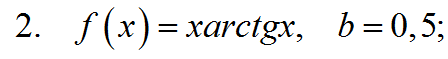 2. f(x) = xarctgx, b = 0,5;